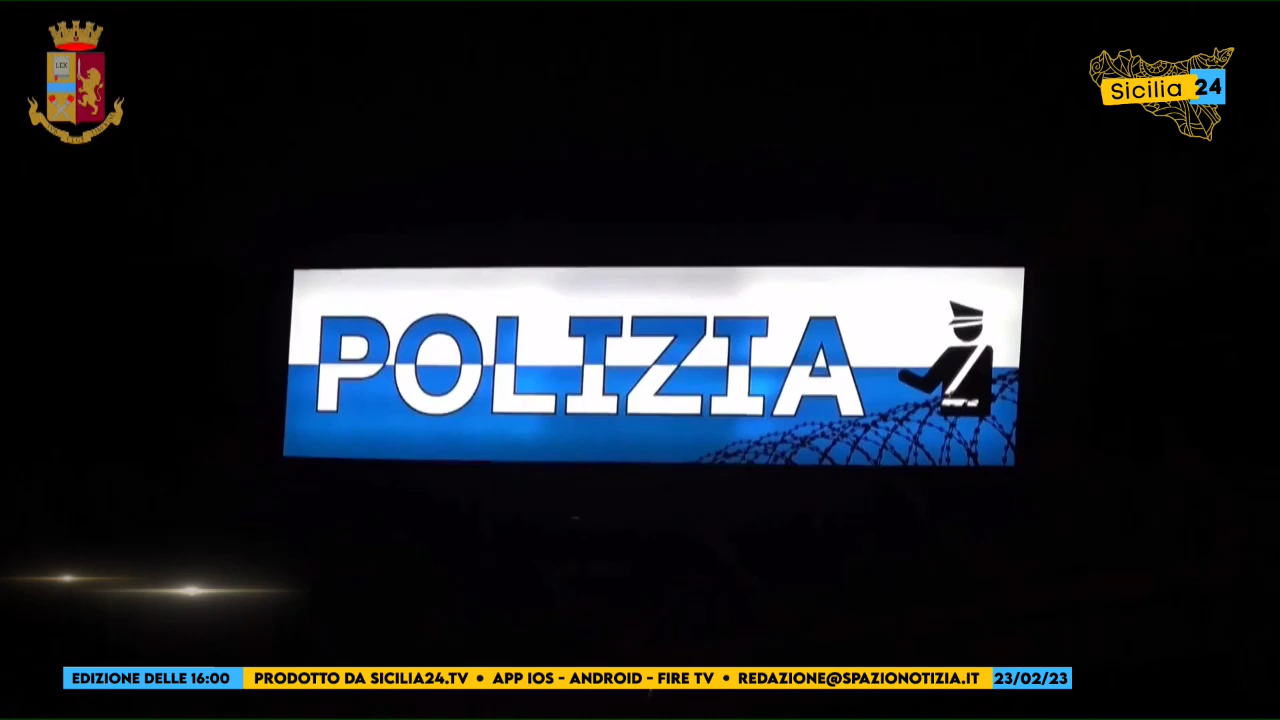 LEX
Sicilia 24
POLIZIA
EDIZIONE DELLE 16:00 PRODOTTO DA SICILIA24.TV • APP IOS - ANDROID - FIRE TV • REDAZIONE@SPAZIONOTIZIA.IT 23/02/23